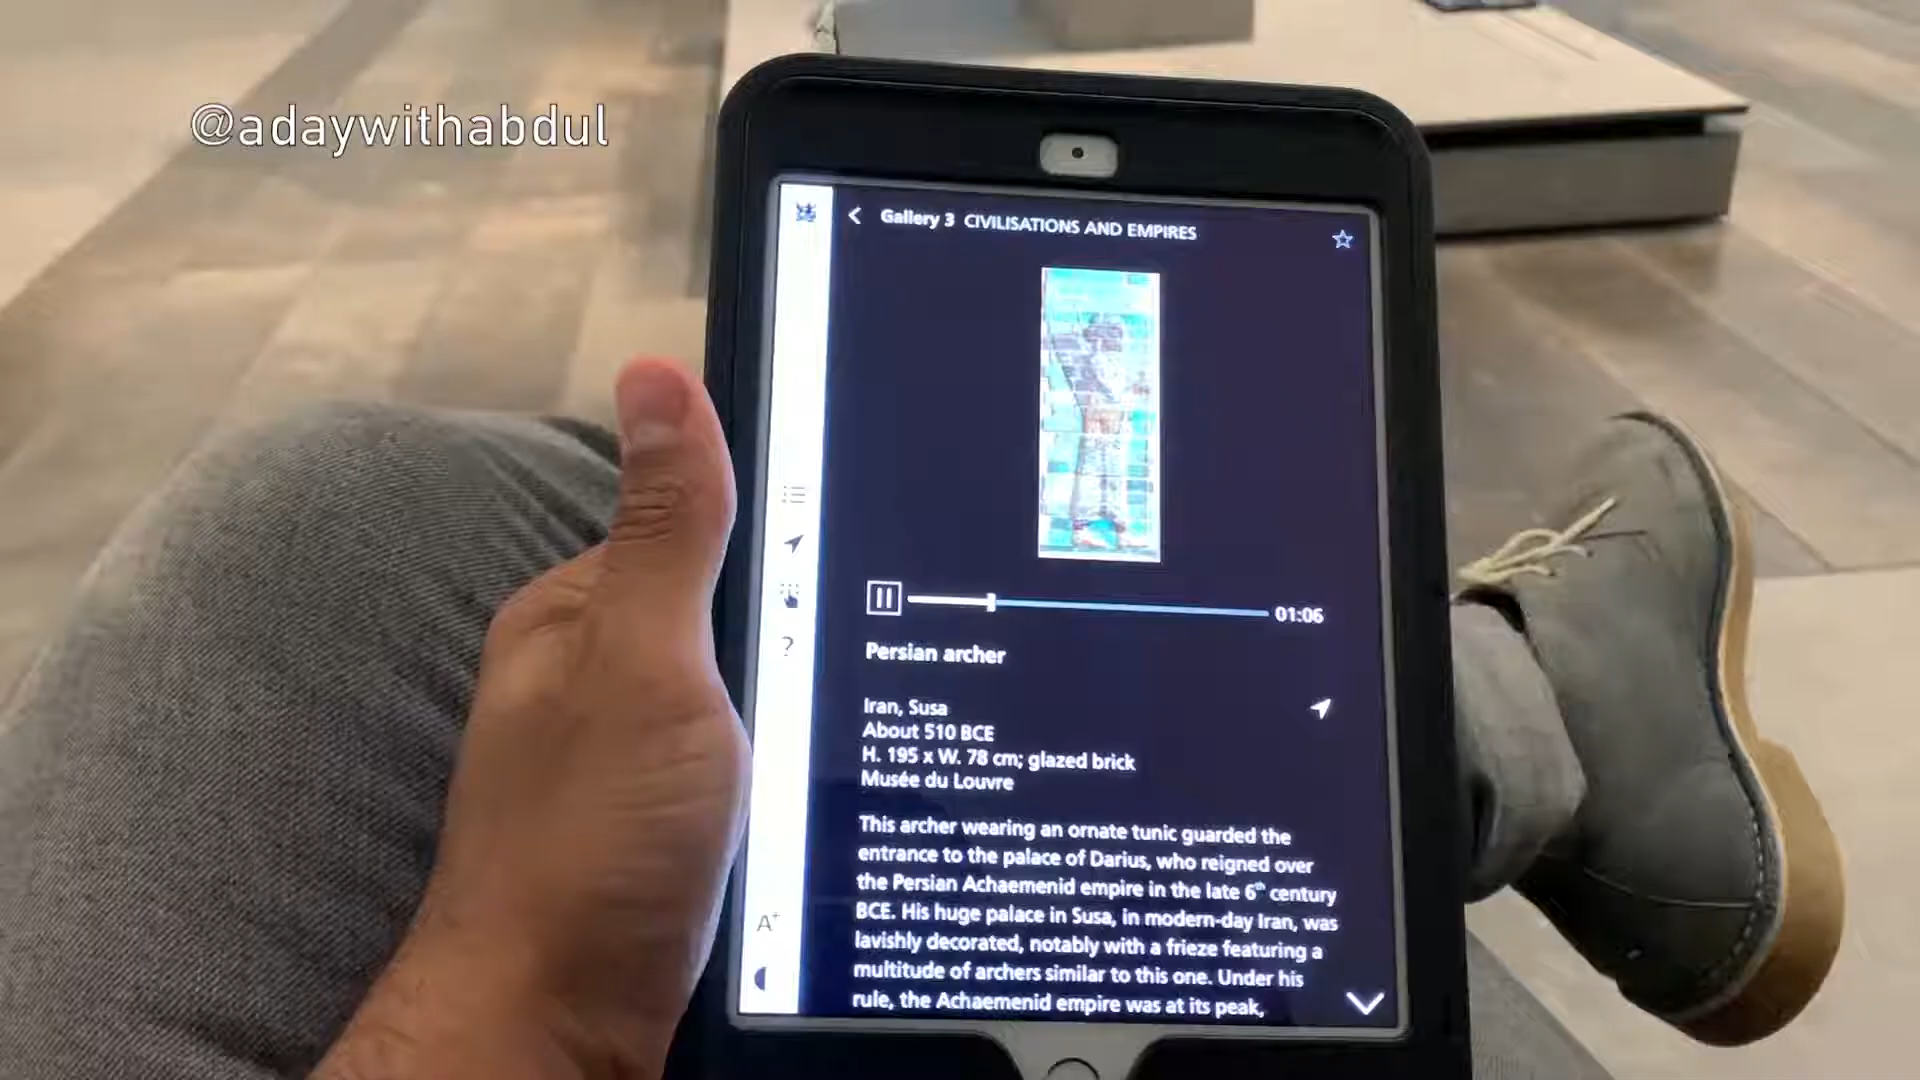 @adaywithabdul
Gallery 3 CIVILISATIONS AND EMPIRES
01:06
Persian archer
Iran, Susa
About 510 BCE
H. 195 x W. 78 cm; glazed brick
Musée du Louvre
?
This archer wearing an ornate tunic guarded the
entrance to the palace of Darius, who reigned over
the Persian Achaemenid empire in the late 6th century
BCE. His huge palace in Susa, in modern-day Iran, was
lavishly decorated, notably with a frieze featuring a
multitude of archers similar to this one. Under his
rule, the Achaemenid empire was at its peak,
A+